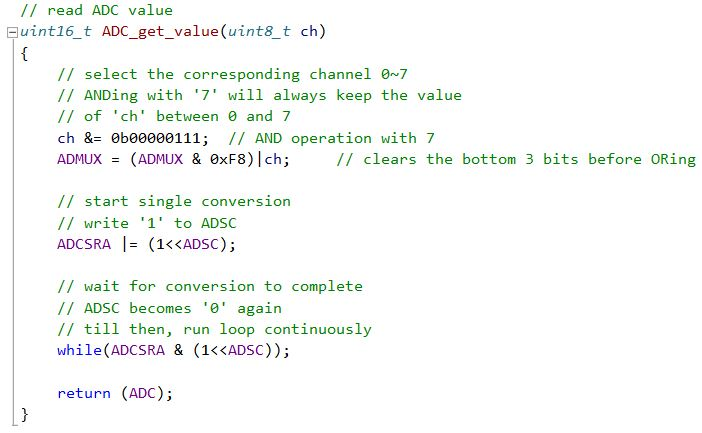 // read ADC value
uint16_t ADC_get_value(uint8_t ch)
{
// select the corresponding channel 0~7
// ANDing with '7' will always keep the value
// of 'ch' between 0 and 7
ch &= 0b00000111;  // AND operation with 7
ADMUX = (ADMUX & 0xF8)|ch;     // clears the bottom 3 bits before ORing
// start single conversion
// write '1' to ADSC
ADCSRA |= (1<<ADSC);
// wait for conversion to complete
// ADSC becomes '0' again
// till then, run loop continuously
while(ADCSRA & (1<<ADSC));
return (ADC);
}